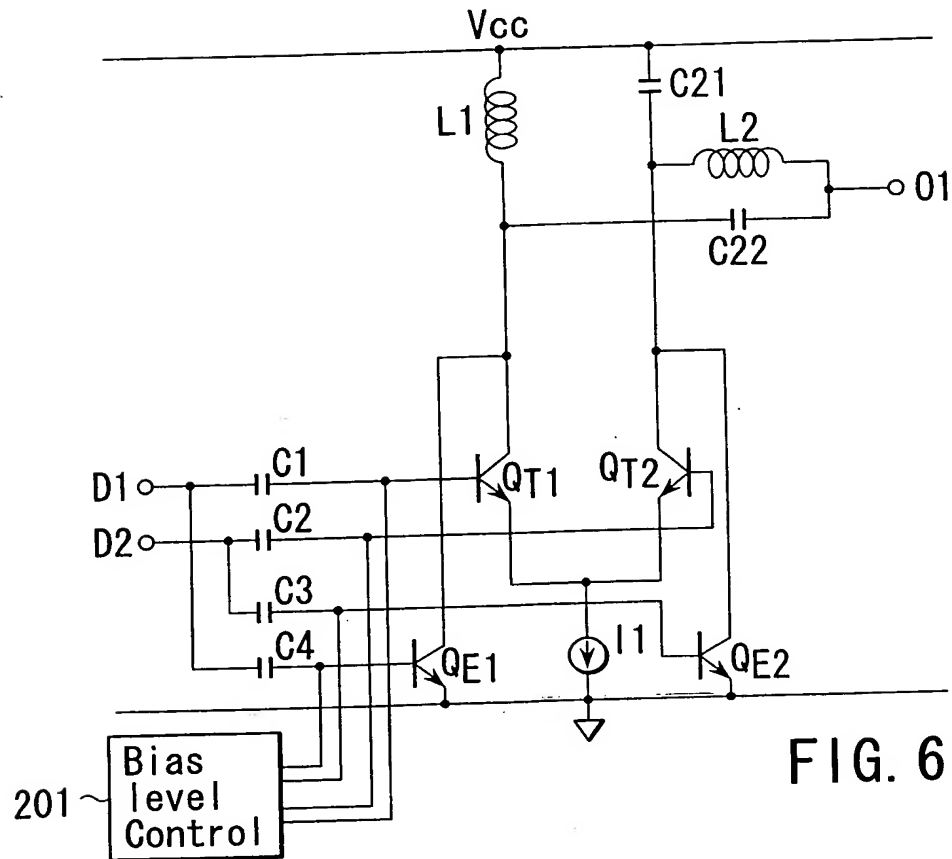 Vcc
C21
L1
L2
O1
C22
C1
QT1
QT2
D1
C2
D2
C3
I1
C4
QE1
QE2
FIG. 6
201
Bias
level
Control